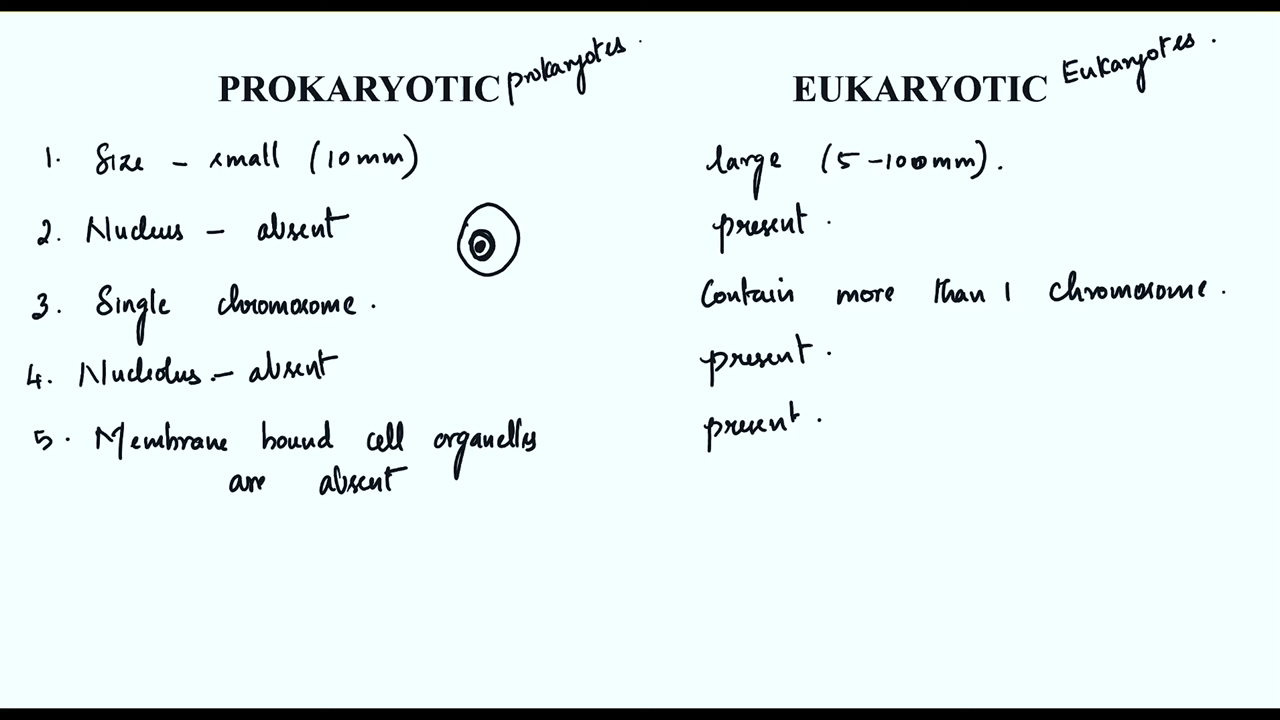 PROKARYOTIC prokaryotes.
EUKARYOTIC Eukaryotes.
1. Size - small (10mm)
large (5-100mm).
2. Nucleus - absent
present.
3. Single chromosome.
Contain more than 1 chromosome.
4. Nucleolus - absent
present.
5. Membrane bound cell organelles
are absent
present.